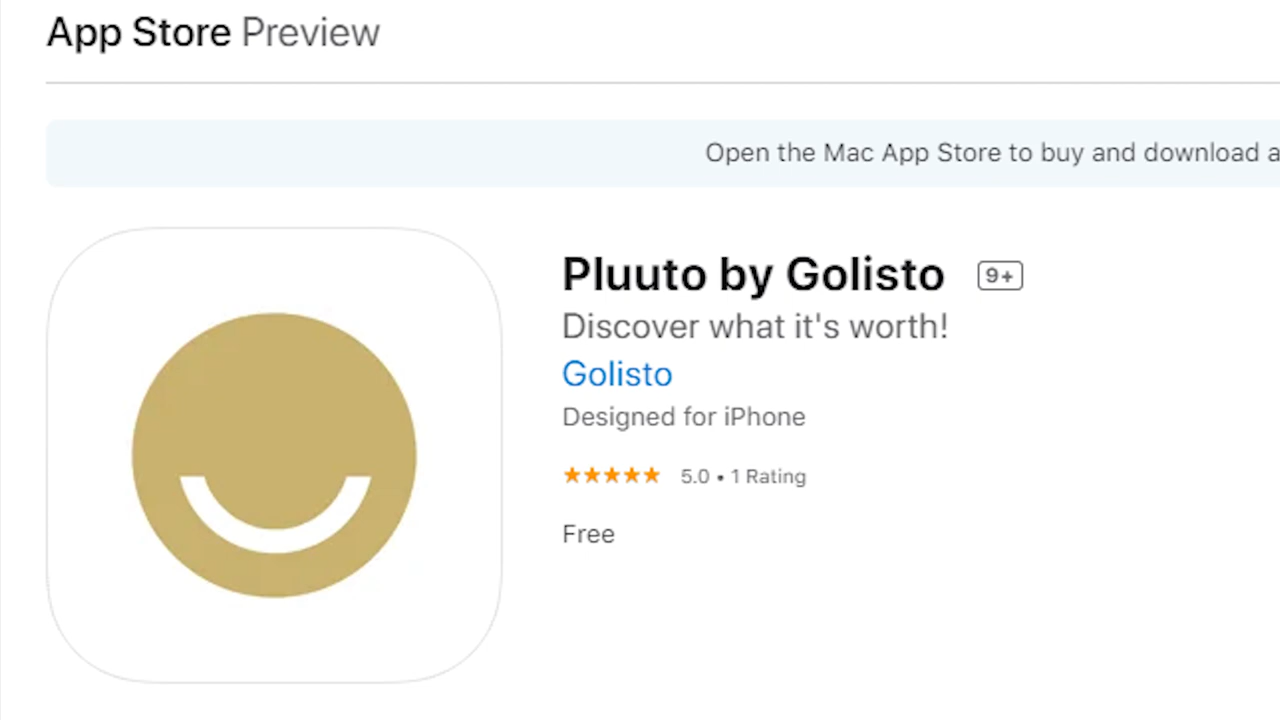 App Store Preview
Open the Mac App Store to buy and download a
Pluuto by Golisto 9+
Discover what it's worth!
Golisto
Designed for iPhone
★★★★★ 5.0 • 1 Rating
Free